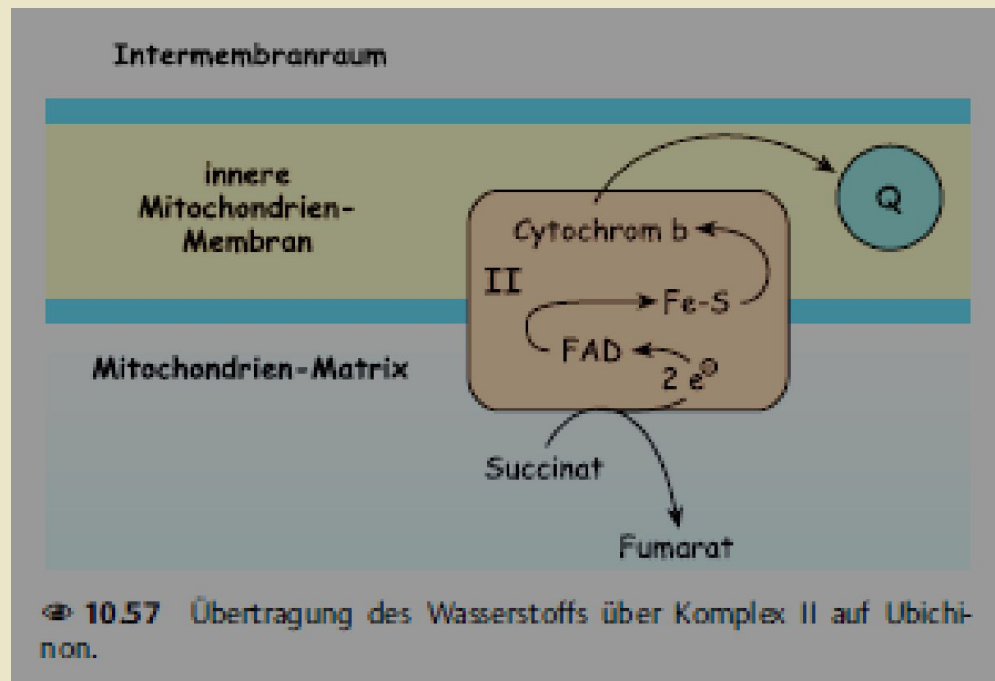 Intermembranraum
innere
Mitochondrien-
Membran
Q
Cytochrom b
II
Fe-S
FAD
2 e⊖
Mitochondrien-Matrix
Succinat
Fumarat
👁 10.57 Übertragung des Wasserstoffs über Komplex II auf Ubichi-
non.